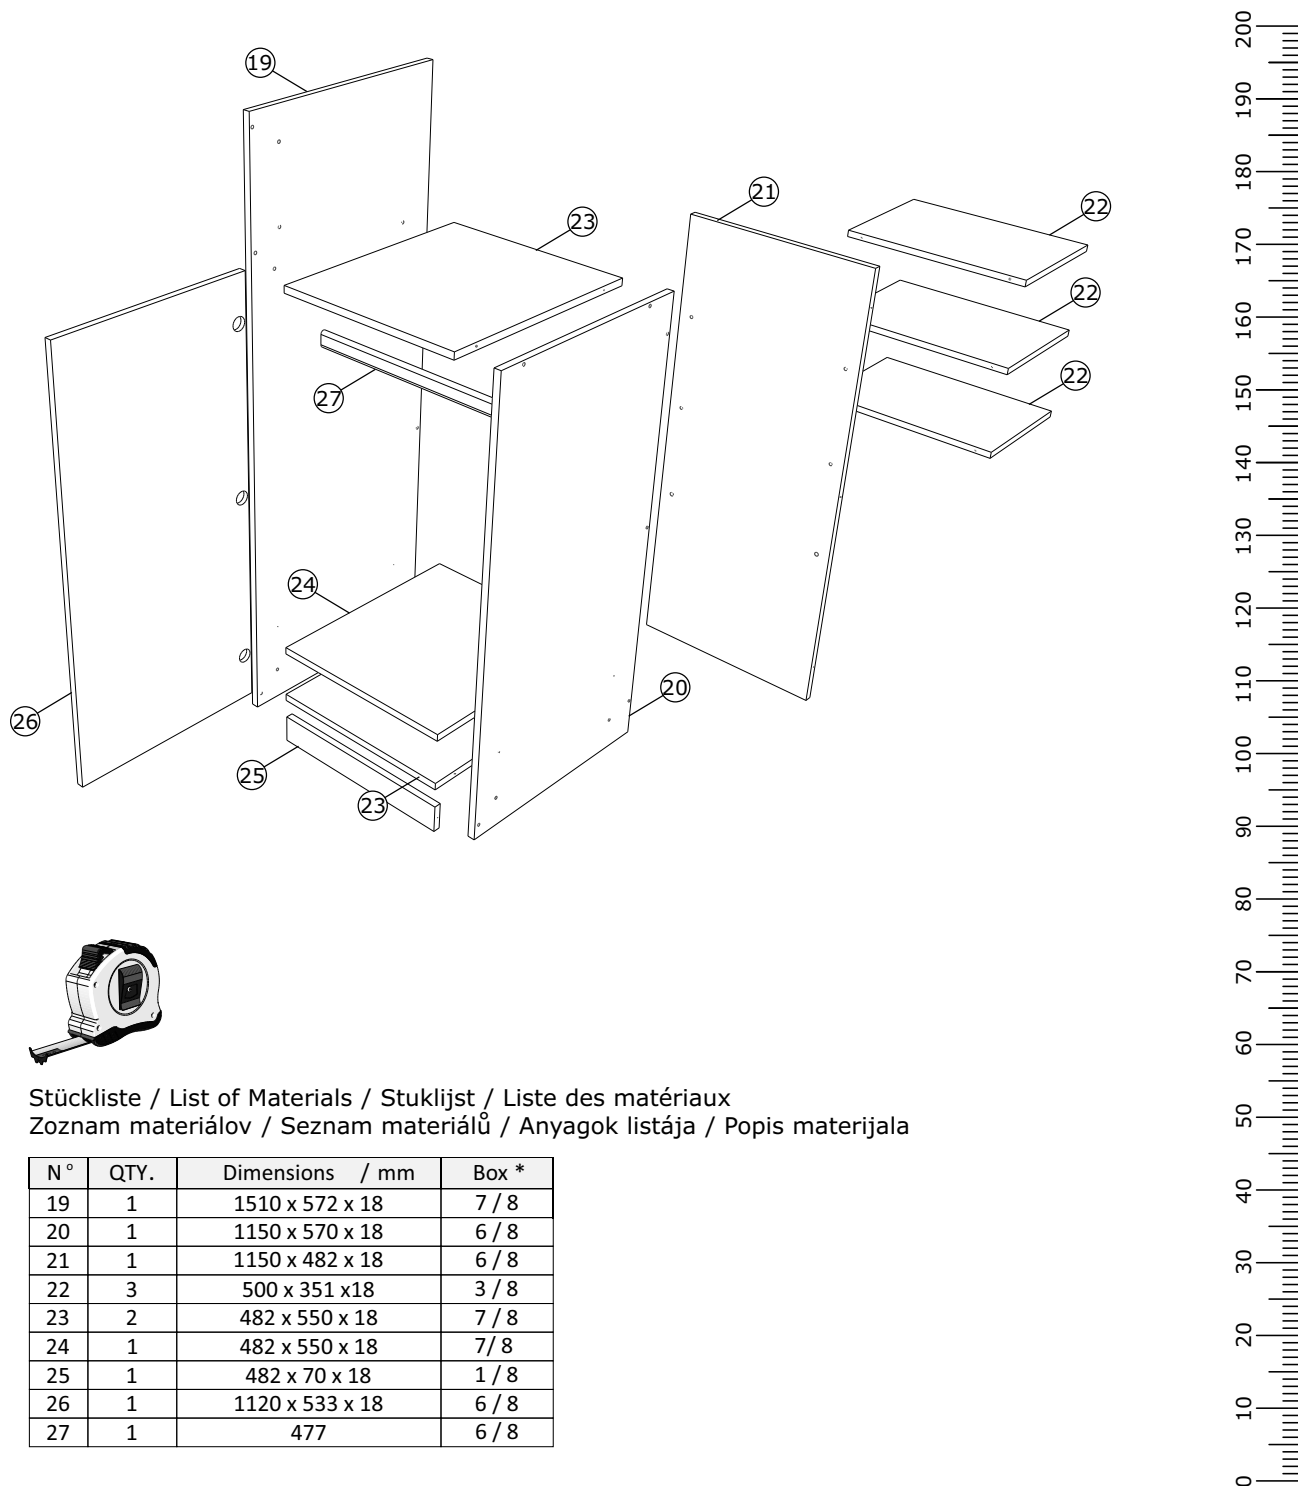 19
23
21
22
22
27
22
24
20
26
25
23
Stückliste / List of Materials / Stuklijst / Liste des matériaux
Zoznam materiálov / Seznam materiálů / Anyagok listája / Popis materijala
N° QTY. Dimensions / mm Box *
19 1 1510 x 572 x 18 7 / 8
20 1 1150 x 570 x 18 6 / 8
21 1 1150 x 482 x 18 6 / 8
22 3 500 x 351 x18 3 / 8
23 2 482 x 550 x 18 7 / 8
24 1 482 x 550 x 18 7/ 8
25 1 482 x 70 x 18 1 / 8
26 1 1120 x 533 x 18 6 / 8
27 1 477 6 / 8
0 10 20 30 40 50 60 70 80 90 100 110 120 130 140 150 160 170 180 190 200